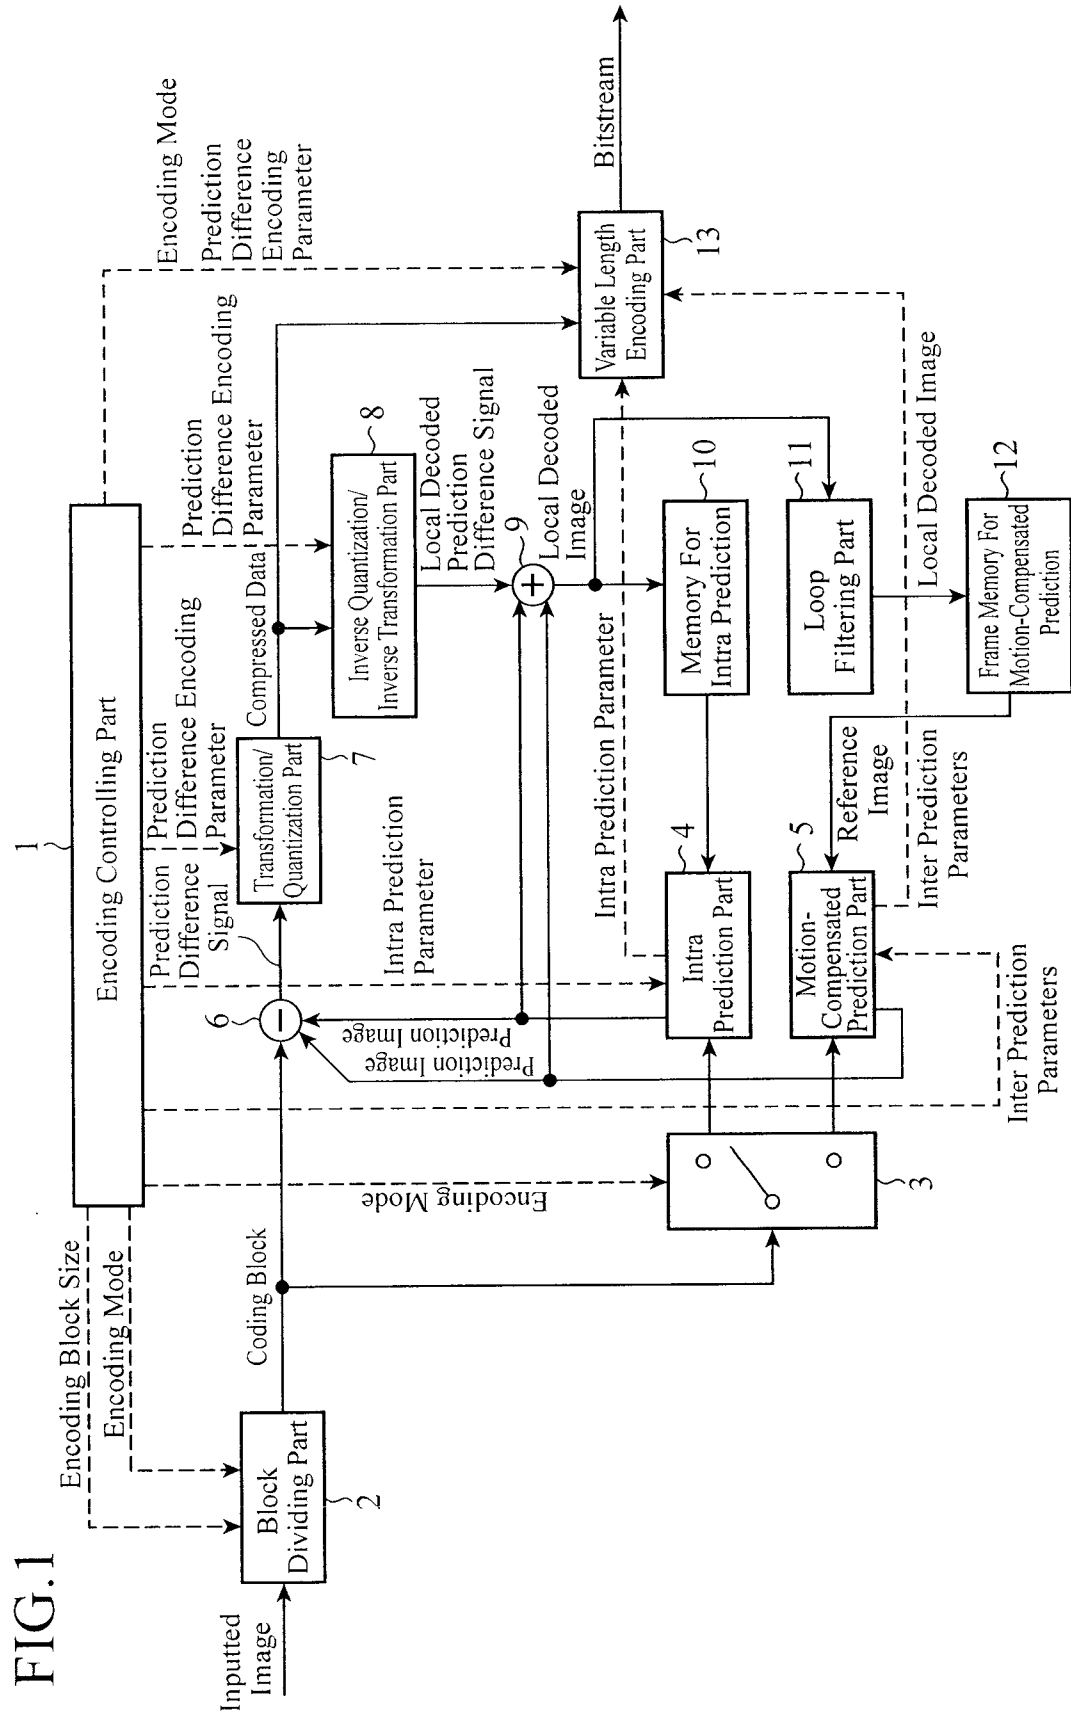 FIG.1
1
Encoding Controlling Part
Encoding Block Size
Encoding Mode
Encoding Mode
Prediction
Difference
Encoding
Parameter
Inputted
Image
Block
Dividing Part
2
Coding Block
Encoding Mode
3
6
Prediction
Difference
Signal
Prediction
Difference Encoding
Parameter
Transformation/
Quantization Part
7
Compressed Data
Prediction
Difference Encoding
Parameter
Inverse Quantization/
Inverse Transformation Part
8
Local Decoded
Prediction
Difference Signal
9
Local Decoded
Image
Prediction Image
Prediction Image
Intra Prediction
Parameter
Intra
Prediction Part
4
Intra Prediction Parameter
Memory For
Intra Prediction
10
Variable Length
Encoding Part
13
Bitstream
Motion-
Compensated
Prediction Part
5
Reference
Image
Loop
Filtering Part
11
Local Decoded Image
Inter Prediction
Parameters
Inter Prediction
Parameters
Frame Memory For
Motion-Compensated
Prediction
12